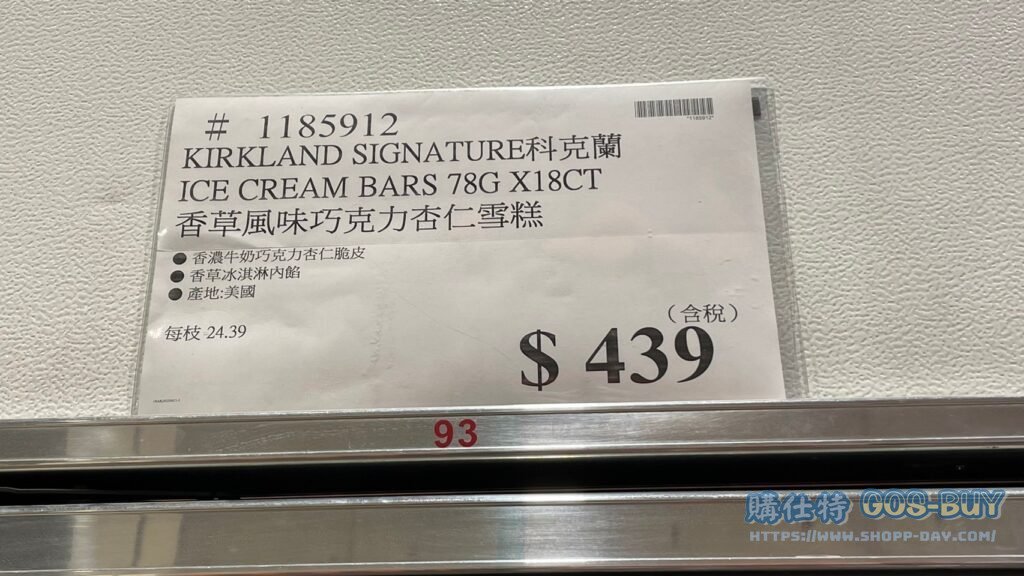 # 1185912
*1185912*
KIRKLAND SIGNATURE科克蘭
ICE CREAM BARS 78G X18CT
香草風味巧克力杏仁雪糕
● 香濃牛奶巧克力杏仁脆皮
● 香草冰淇淋內餡
● 產地:美國
每枝 24.39
(含稅)
$ 439
93
購仕特 GOS-BUY
HTTPS://WWW.SHOPP-DAY.COM/